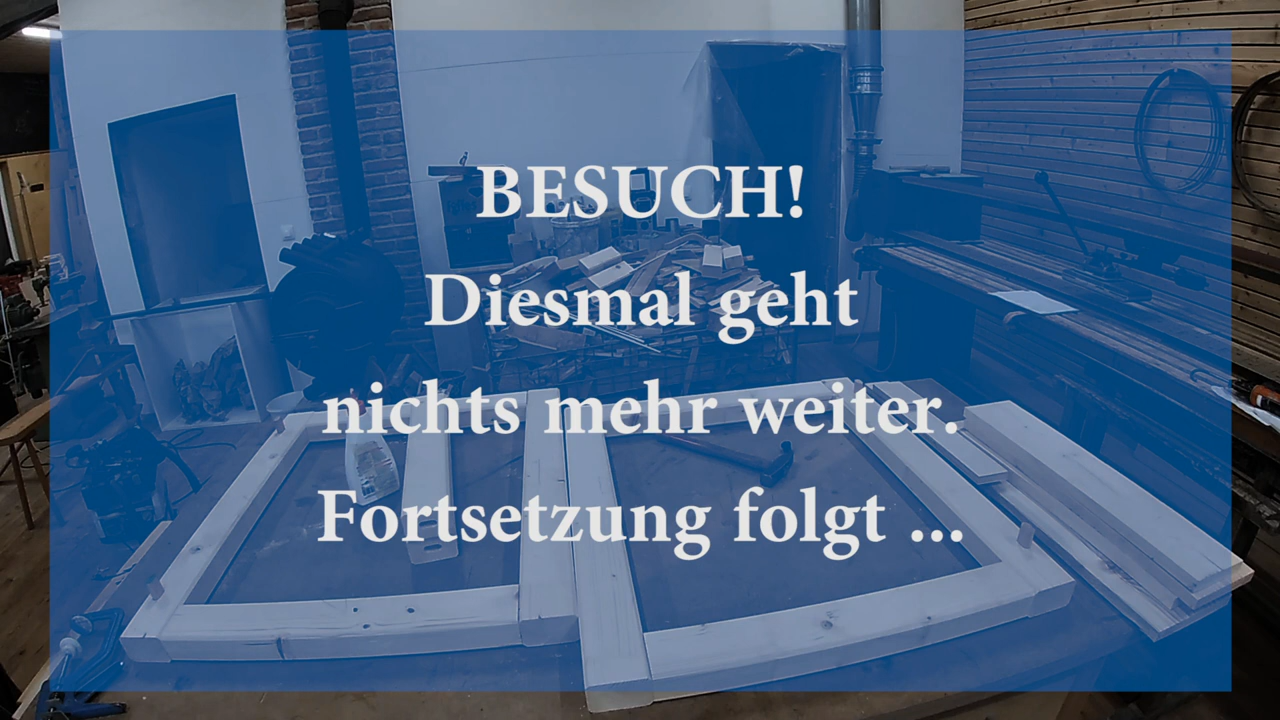 BESUCH!
Diesmal geht
nichts mehr weiter.
Fortsetzung folgt ...